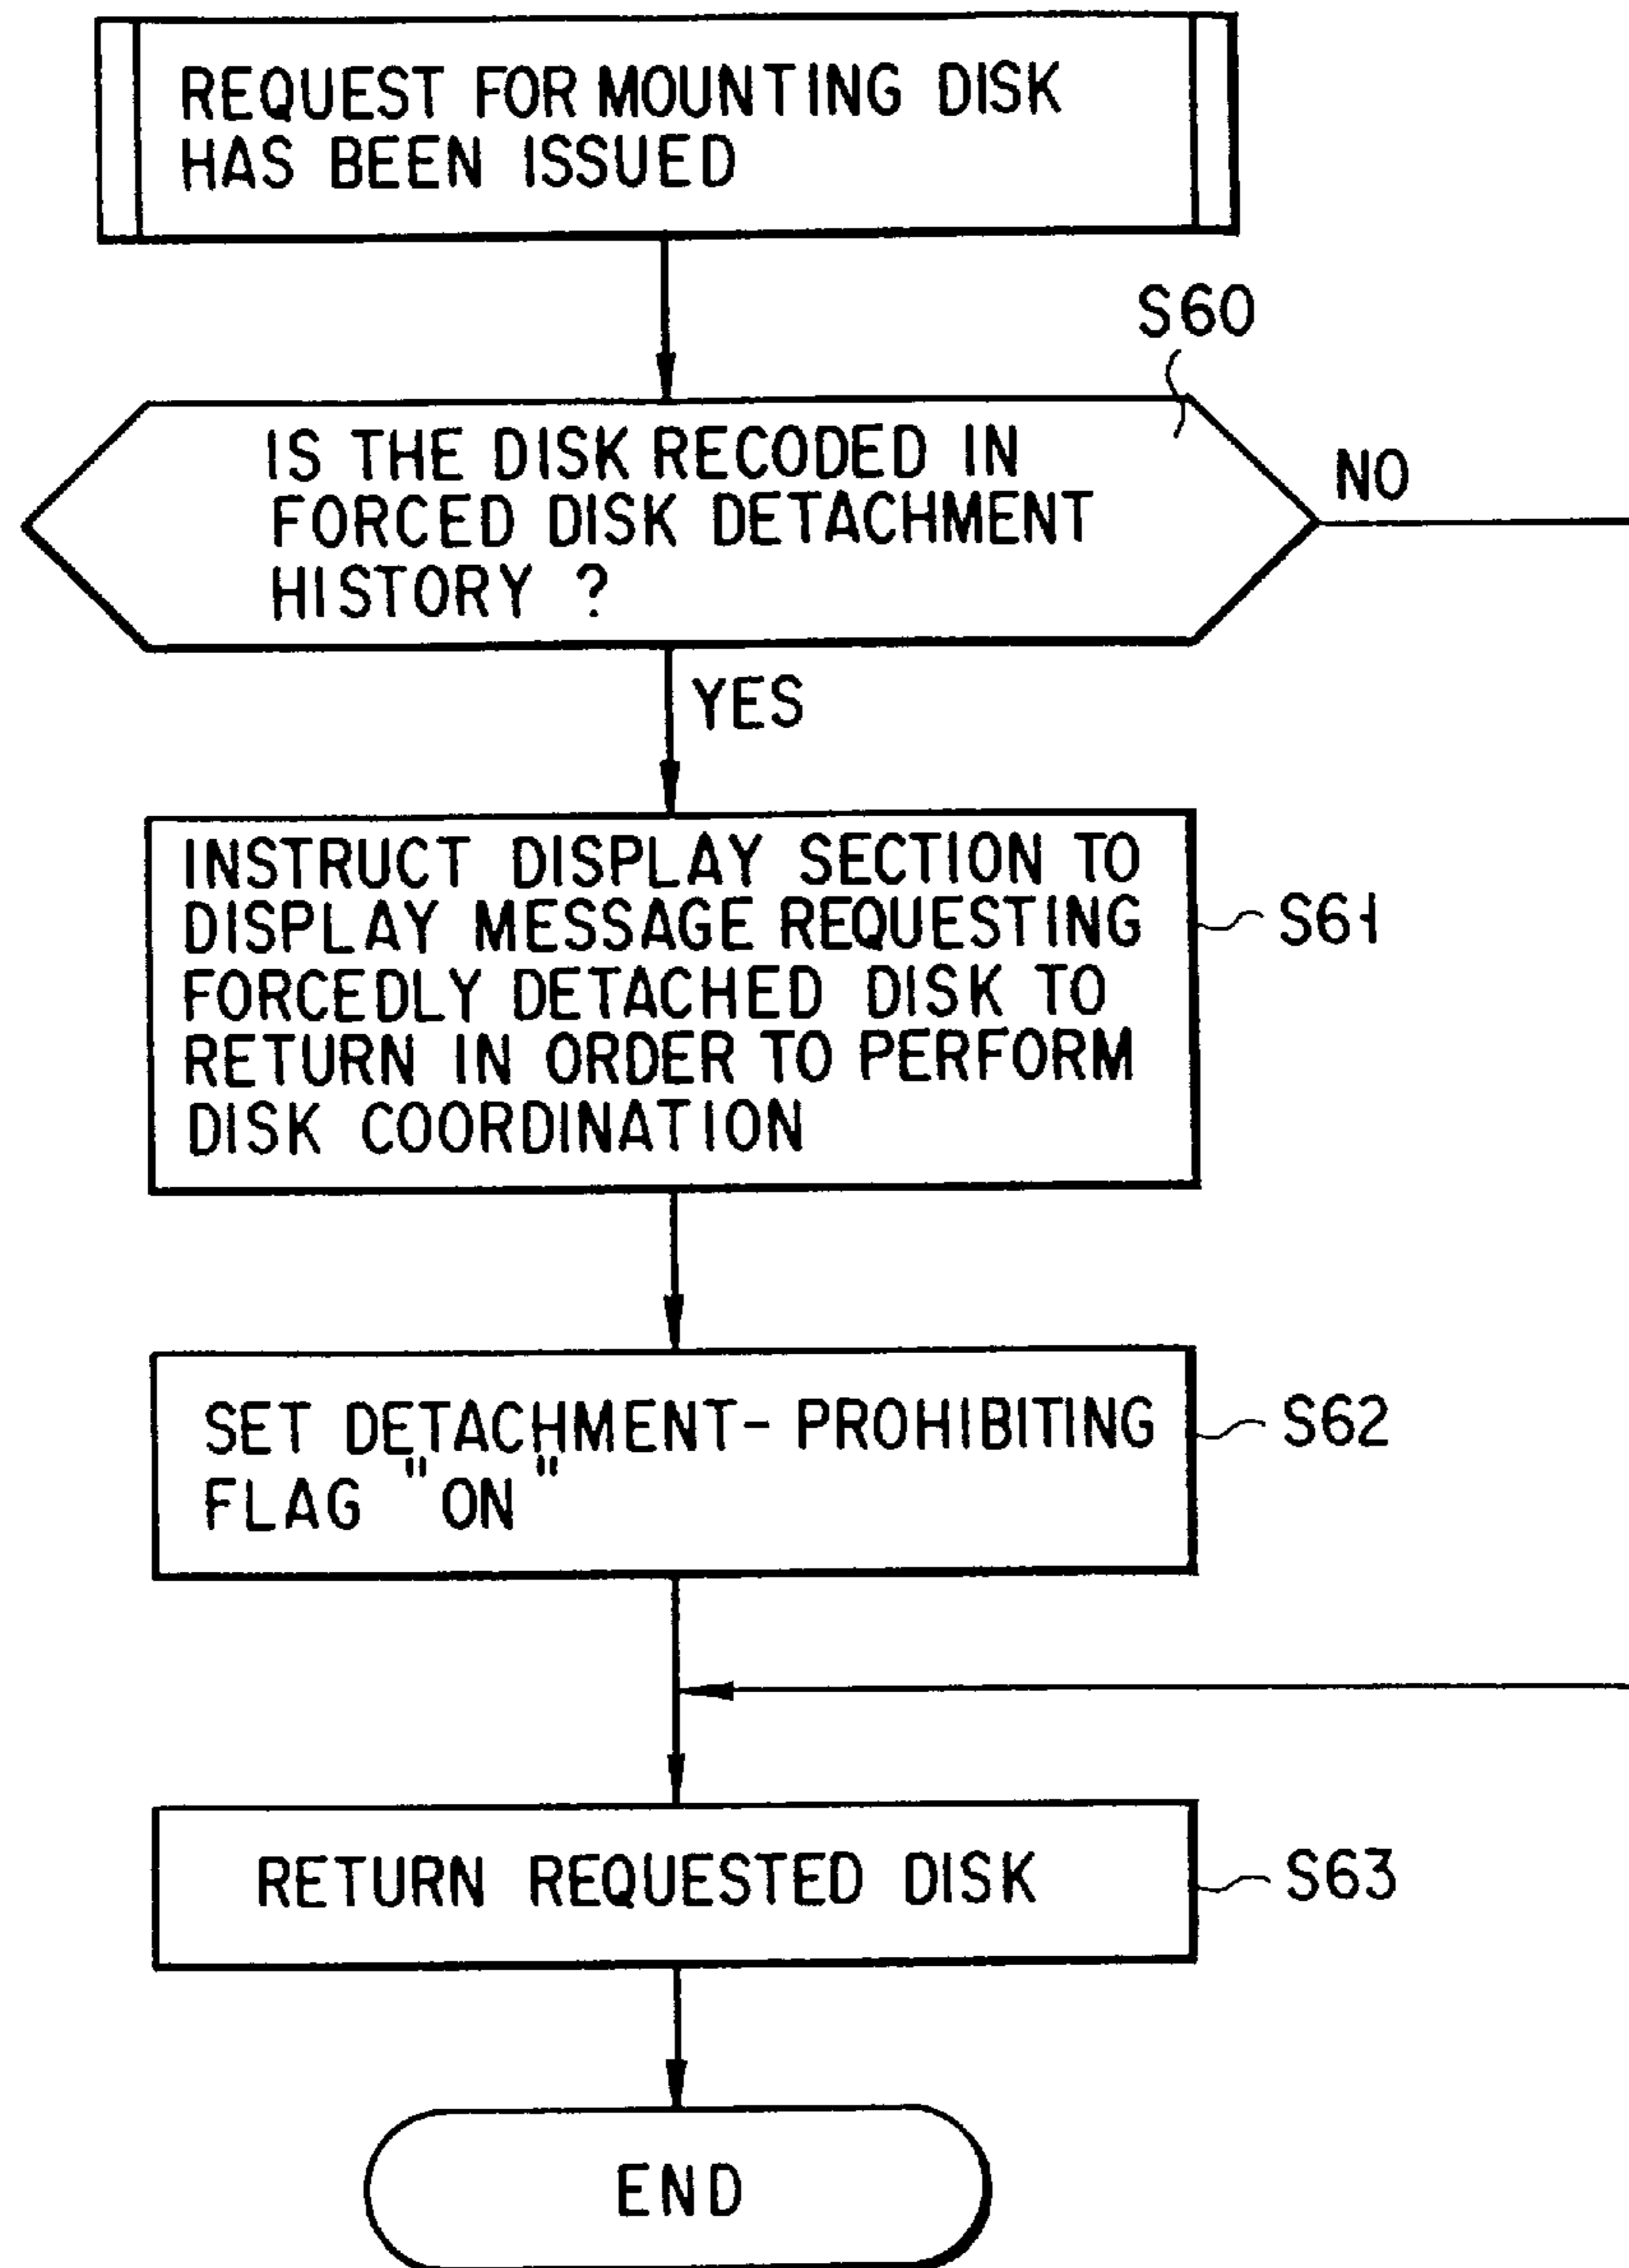 REQUEST FOR MOUNTING DISK
HAS BEEN ISSUED
S60
IS THE DISK RECODED IN
FORCED DISK DETACHMENT
HISTORY ?
NO
YES
INSTRUCT DISPLAY SECTION TO
DISPLAY MESSAGE REQUESTING
FORCEDLY DETACHED DISK TO
RETURN IN ORDER TO PERFORM
DISK COORDINATION
S61
SET DETACHMENT- PROHIBITING
FLAG "ON"
S62
RETURN REQUESTED DISK
S63
END